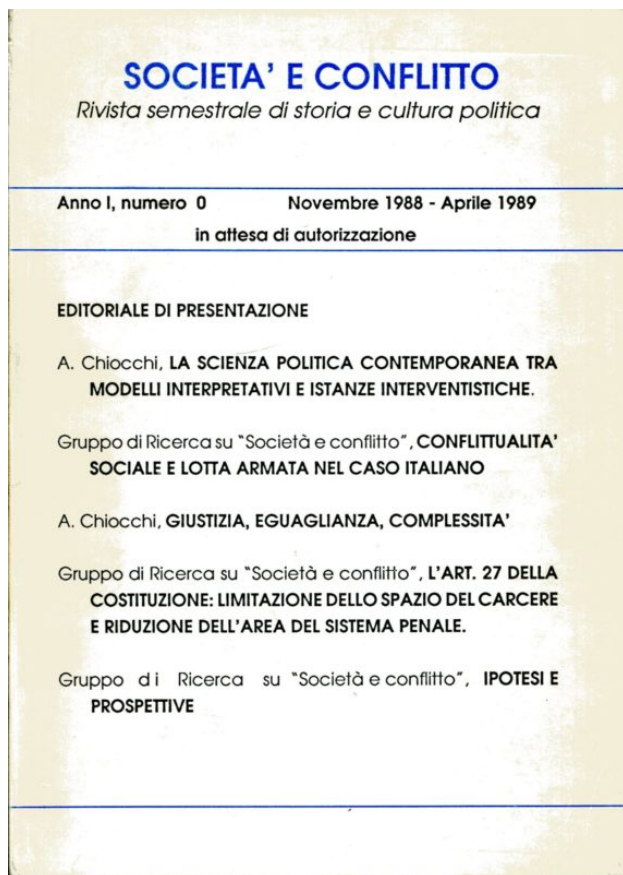 SOCIETA' E CONFLITTO
Rivista semestrale di storia e cultura politica
Anno I, numero 0 Novembre 1988 - Aprile 1989
in attesa di autorizzazione
EDITORIALE DI PRESENTAZIONE
A. Chiocchi, LA SCIENZA POLITICA CONTEMPORANEA TRA
MODELLI INTERPRETATIVI E ISTANZE INTERVENTISTICHE.
Gruppo di Ricerca su "Società e conflitto", CONFLITTUALITA'
SOCIALE E LOTTA ARMATA NEL CASO ITALIANO
A. Chiocchi, GIUSTIZIA, EGUAGLIANZA, COMPLESSITA'
Gruppo di Ricerca su "Società e conflitto", L'ART. 27 DELLA
COSTITUZIONE: LIMITAZIONE DELLO SPAZIO DEL CARCERE
E RIDUZIONE DELL'AREA DEL SISTEMA PENALE.
Gruppo di Ricerca su "Società e conflitto", IPOTESI E
PROSPETTIVE